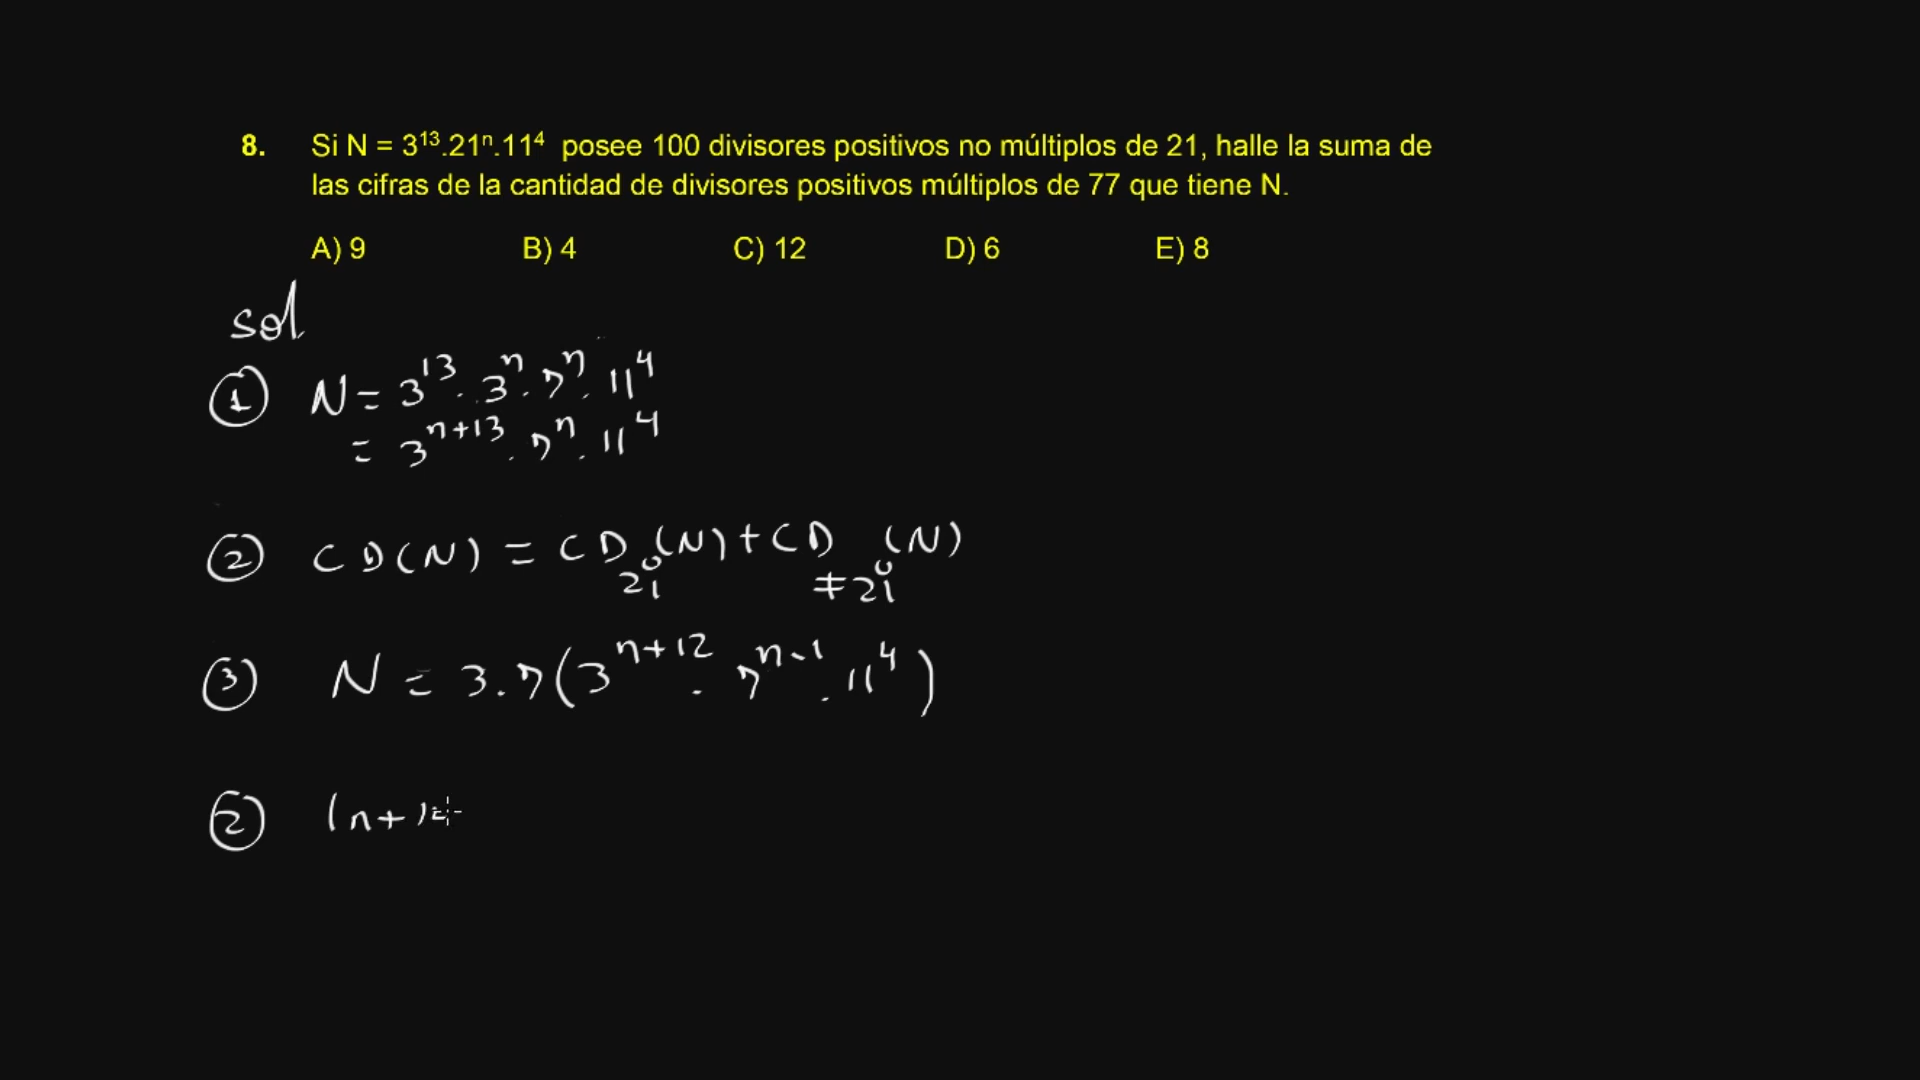 8. Si N = 3¹³.21ⁿ.11⁴ posee 100 divisores positivos no múltiplos de 21, halle la suma de
las cifras de la cantidad de divisores positivos múltiplos de 77 que tiene N.
A) 9 B) 4 C) 12 D) 6 E) 8
sol
① N = 3¹³ . 3ⁿ . 7ⁿ . 11⁴
= 3ⁿ⁺¹³ . 7ⁿ . 11⁴
② CD(N) = CD 21° (N) + CD ≠21° (N)
③ N = 3.7(3ⁿ⁺¹² . 7ⁿ⁻¹ . 11⁴)
② (n+1